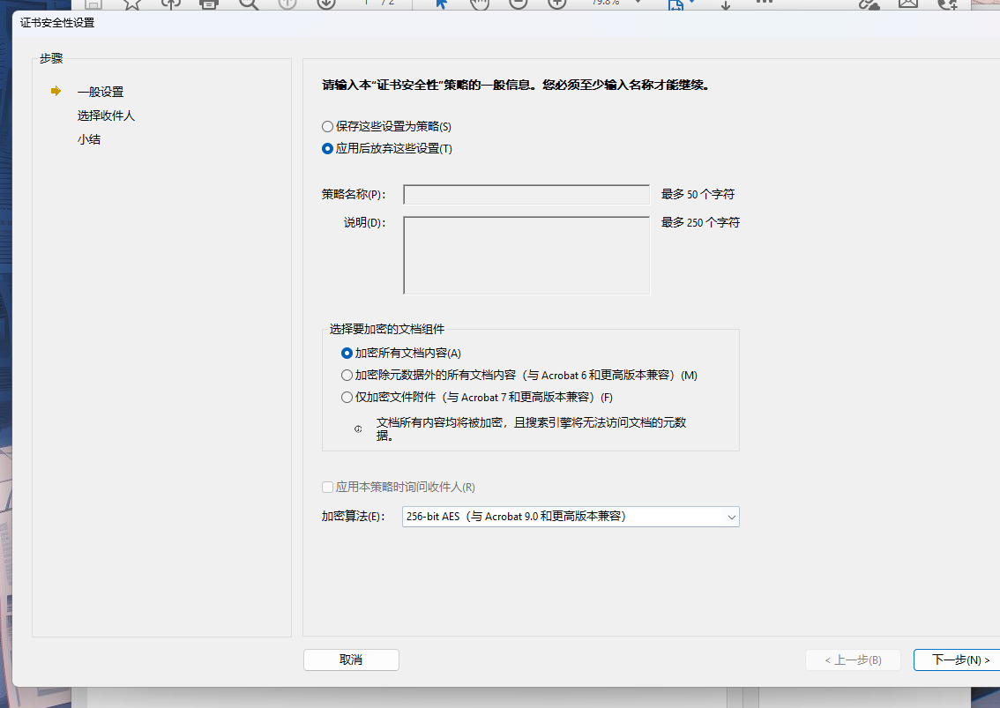 1 / 2
79.8%
证书安全性设置
步骤
一般设置
选择收件人
小结
请输入本“证书安全性”策略的一般信息。您必须至少输入名称才能继续。
保存这些设置为策略(S)
应用后放弃这些设置(T)
策略名称(P)：
最多 50 个字符
说明(D)：
最多 250 个字符
选择要加密的文档组件
加密所有文档内容(A)
加密除元数据外的所有文档内容（与 Acrobat 6 和更高版本兼容）(M)
仅加密文件附件（与 Acrobat 7 和更高版本兼容）(F)
文档所有内容均将被加密，且搜索引擎将无法访问文档的元数
据。
应用本策略时询问收件人(R)
加密算法(E)：
256-bit AES（与 Acrobat 9.0 和更高版本兼容）
取消
< 上一步(B)
下一步(N) >